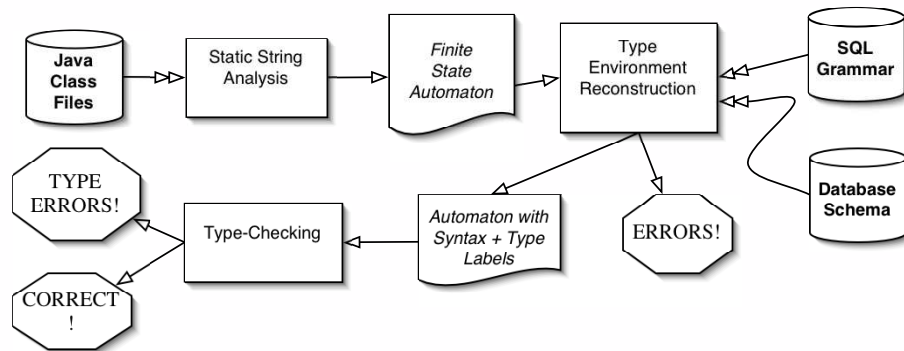 Java
Class
Files
Static String
Analysis
Finite
State
Automaton
Type
Environment
Reconstruction
SQL
Grammar
Database
Schema
TYPE
ERRORS!
Type-Checking
Automaton with
Syntax + Type
Labels
ERRORS!
CORRECT
!